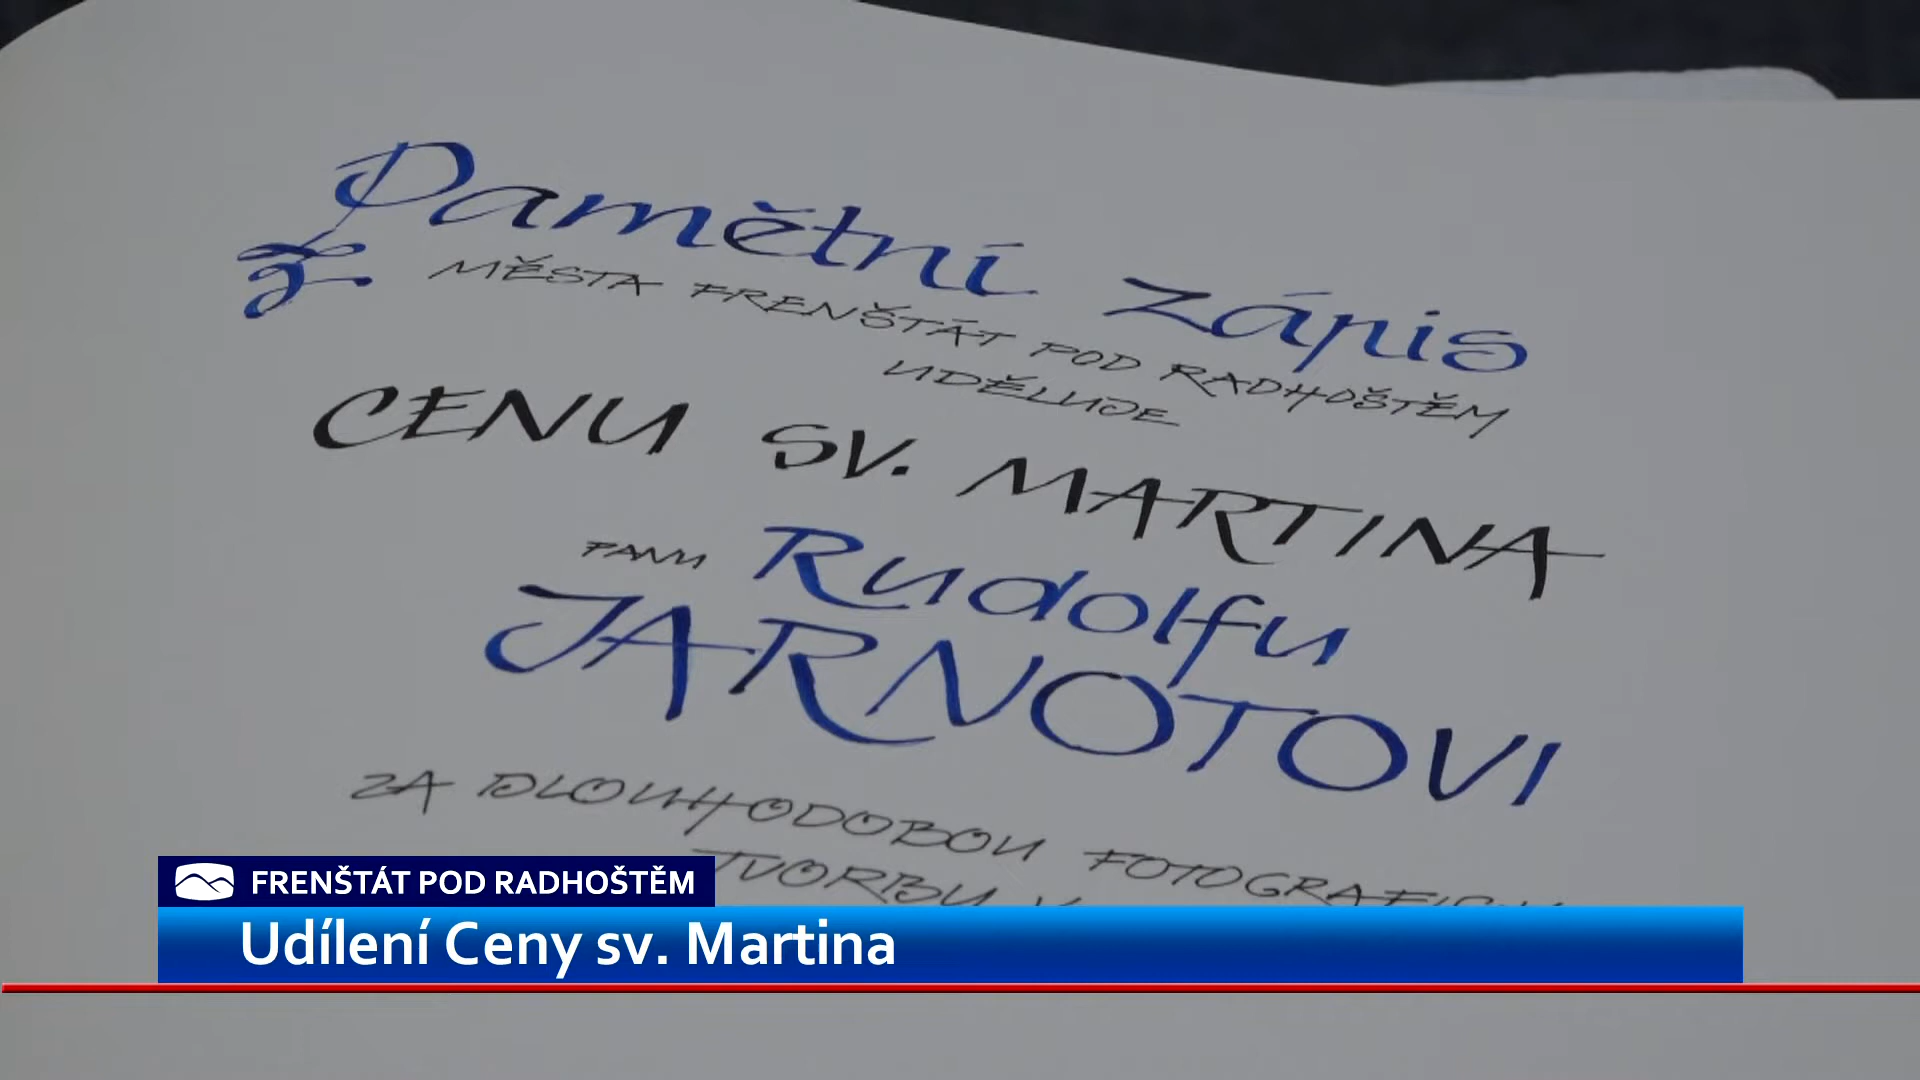 Pamětní zápis
MĚSTA FRENŠTÁT POD RADHOŠTĚM
UDĚLUJE
CENU SV. MARTINA
PANU Rudolfu
JARNOTOVI
ZA DLOUHODOBOU
TVORBU V
FRENŠTÁT POD RADHOŠTĚM
Udílení Ceny sv. Martina